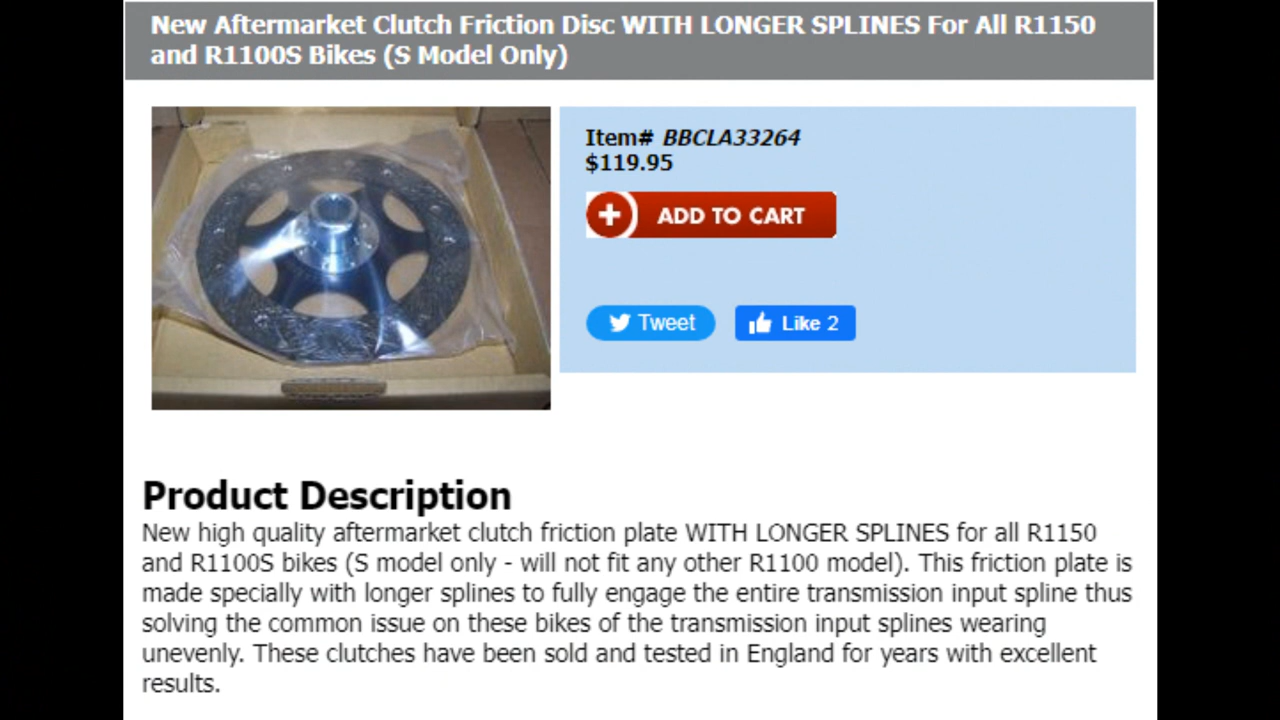 New Aftermarket Clutch Friction Disc WITH LONGER SPLINES For All R1150
and R1100S Bikes (S Model Only)
Item# BBCLA33264
$119.95
ADD TO CART
Tweet
Like 2
Product Description
New high quality aftermarket clutch friction plate WITH LONGER SPLINES for all R1150
and R1100S bikes (S model only - will not fit any other R1100 model). This friction plate is
made specially with longer splines to fully engage the entire transmission input spline thus
solving the common issue on these bikes of the transmission input splines wearing
unevenly. These clutches have been sold and tested in England for years with excellent
results.